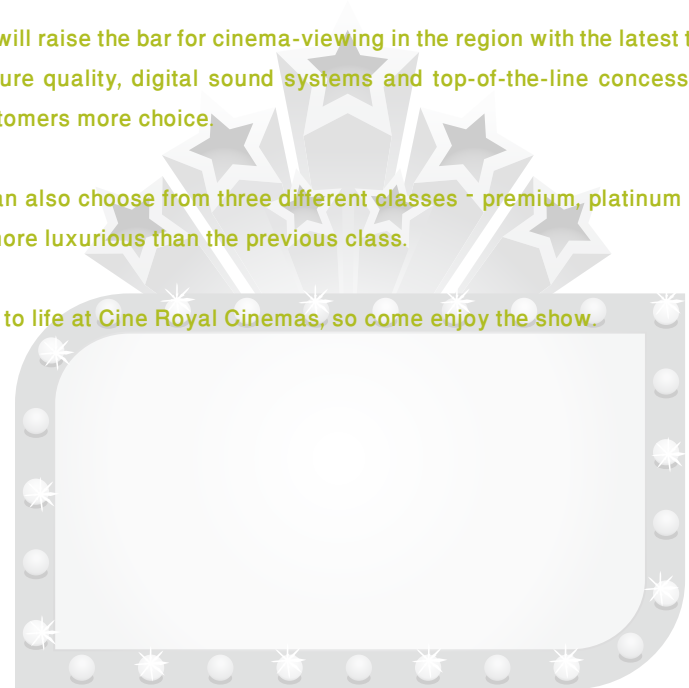 will raise the bar for cinema-viewing in the region with the latest t
ure quality, digital sound systems and top-of-the-line concess
tomers more choice.
an also choose from three different classes - premium, platinum
more luxurious than the previous class.
to life at Cine Royal Cinemas, so come enjoy the show.